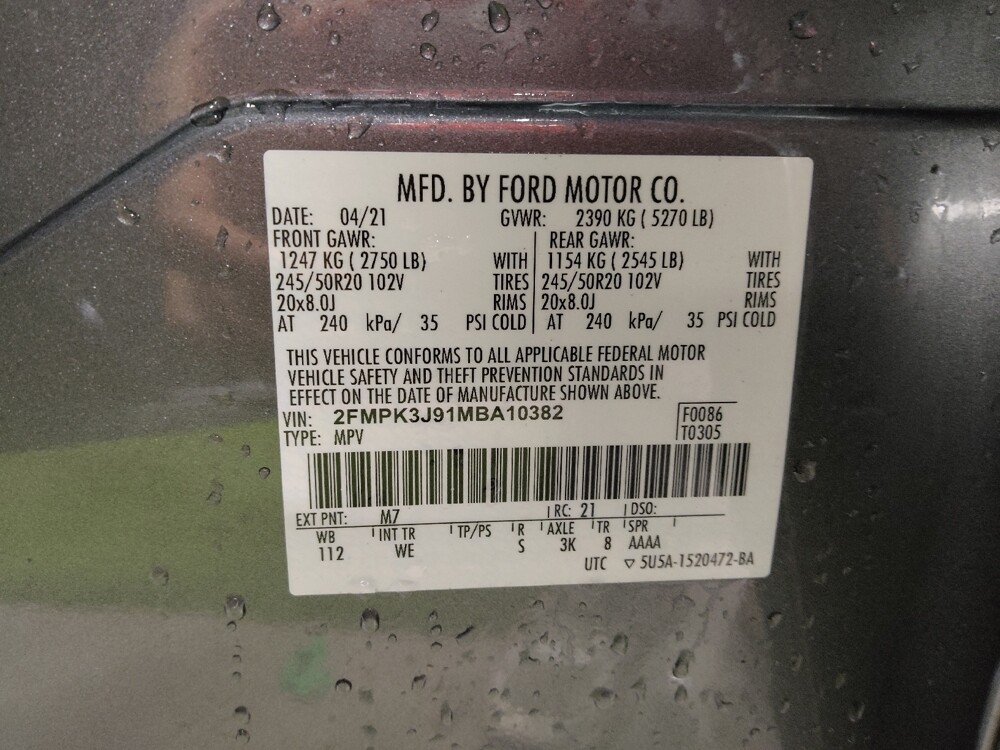 MFD. BY FORD MOTOR CO.
DATE: 04/21 GVWR: 2390 KG ( 5270 LB)
FRONT GAWR: REAR GAWR:
1247 KG ( 2750 LB) WITH 1154 KG ( 2545 LB) WITH
245/50R20 102V TIRES 245/50R20 102V TIRES
20x8.0J RIMS 20x8.0J RIMS
AT 240 kPa/ 35 PSI COLD AT 240 kPa/ 35 PSI COLD
THIS VEHICLE CONFORMS TO ALL APPLICABLE FEDERAL MOTOR
VEHICLE SAFETY AND THEFT PREVENTION STANDARDS IN
EFFECT ON THE DATE OF MANUFACTURE SHOWN ABOVE.
VIN: 2FMPK3J91MBA10382 F0086
TYPE: MPV T0305
EXT PNT: M7 RC: 21 DSO:
WB INT TR TP/PS R AXLE TR SPR
112 WE S 3K 8 AAAA
UTC ▽ 5U5A-1520472-BA